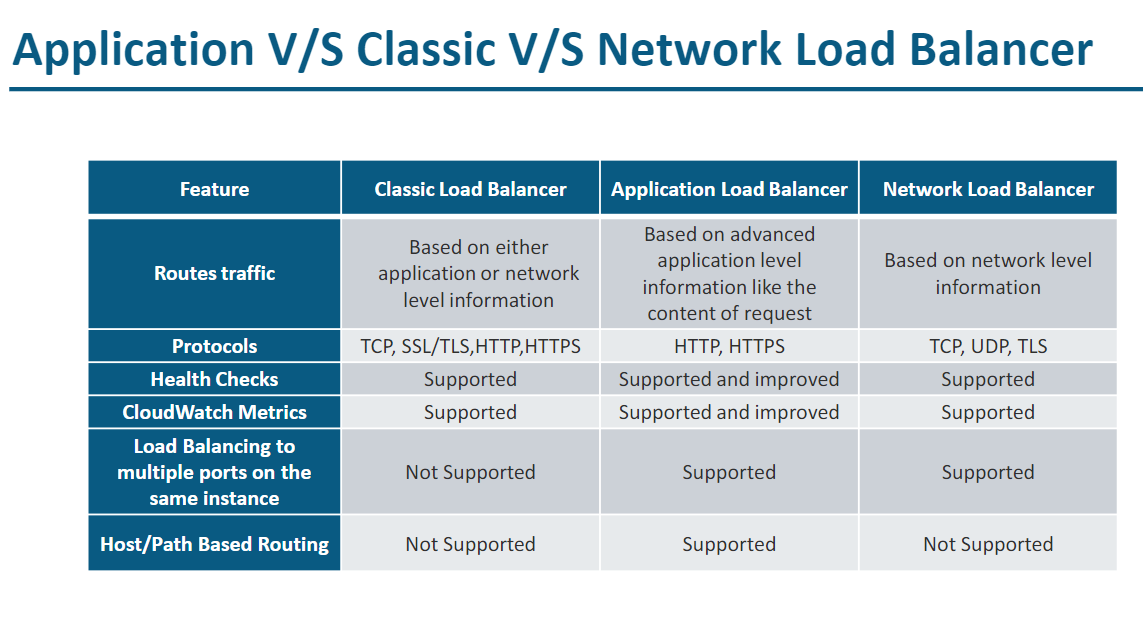 Application V/S Classic V/S Network Load Balancer
Feature
Classic Load Balancer
Application Load Balancer
Network Load Balancer
Routes traffic
Based on either
application or network
level information
Based on advanced
application level
information like the
content of request
Based on network level
information
Protocols
TCP, SSL/TLS,HTTP,HTTPS
HTTP, HTTPS
TCP, UDP, TLS
Health Checks
Supported
Supported and improved
Supported
CloudWatch Metrics
Supported
Supported and improved
Supported
Load Balancing to
multiple ports on the
same instance
Not Supported
Supported
Supported
Host/Path Based Routing
Not Supported
Supported
Not Supported